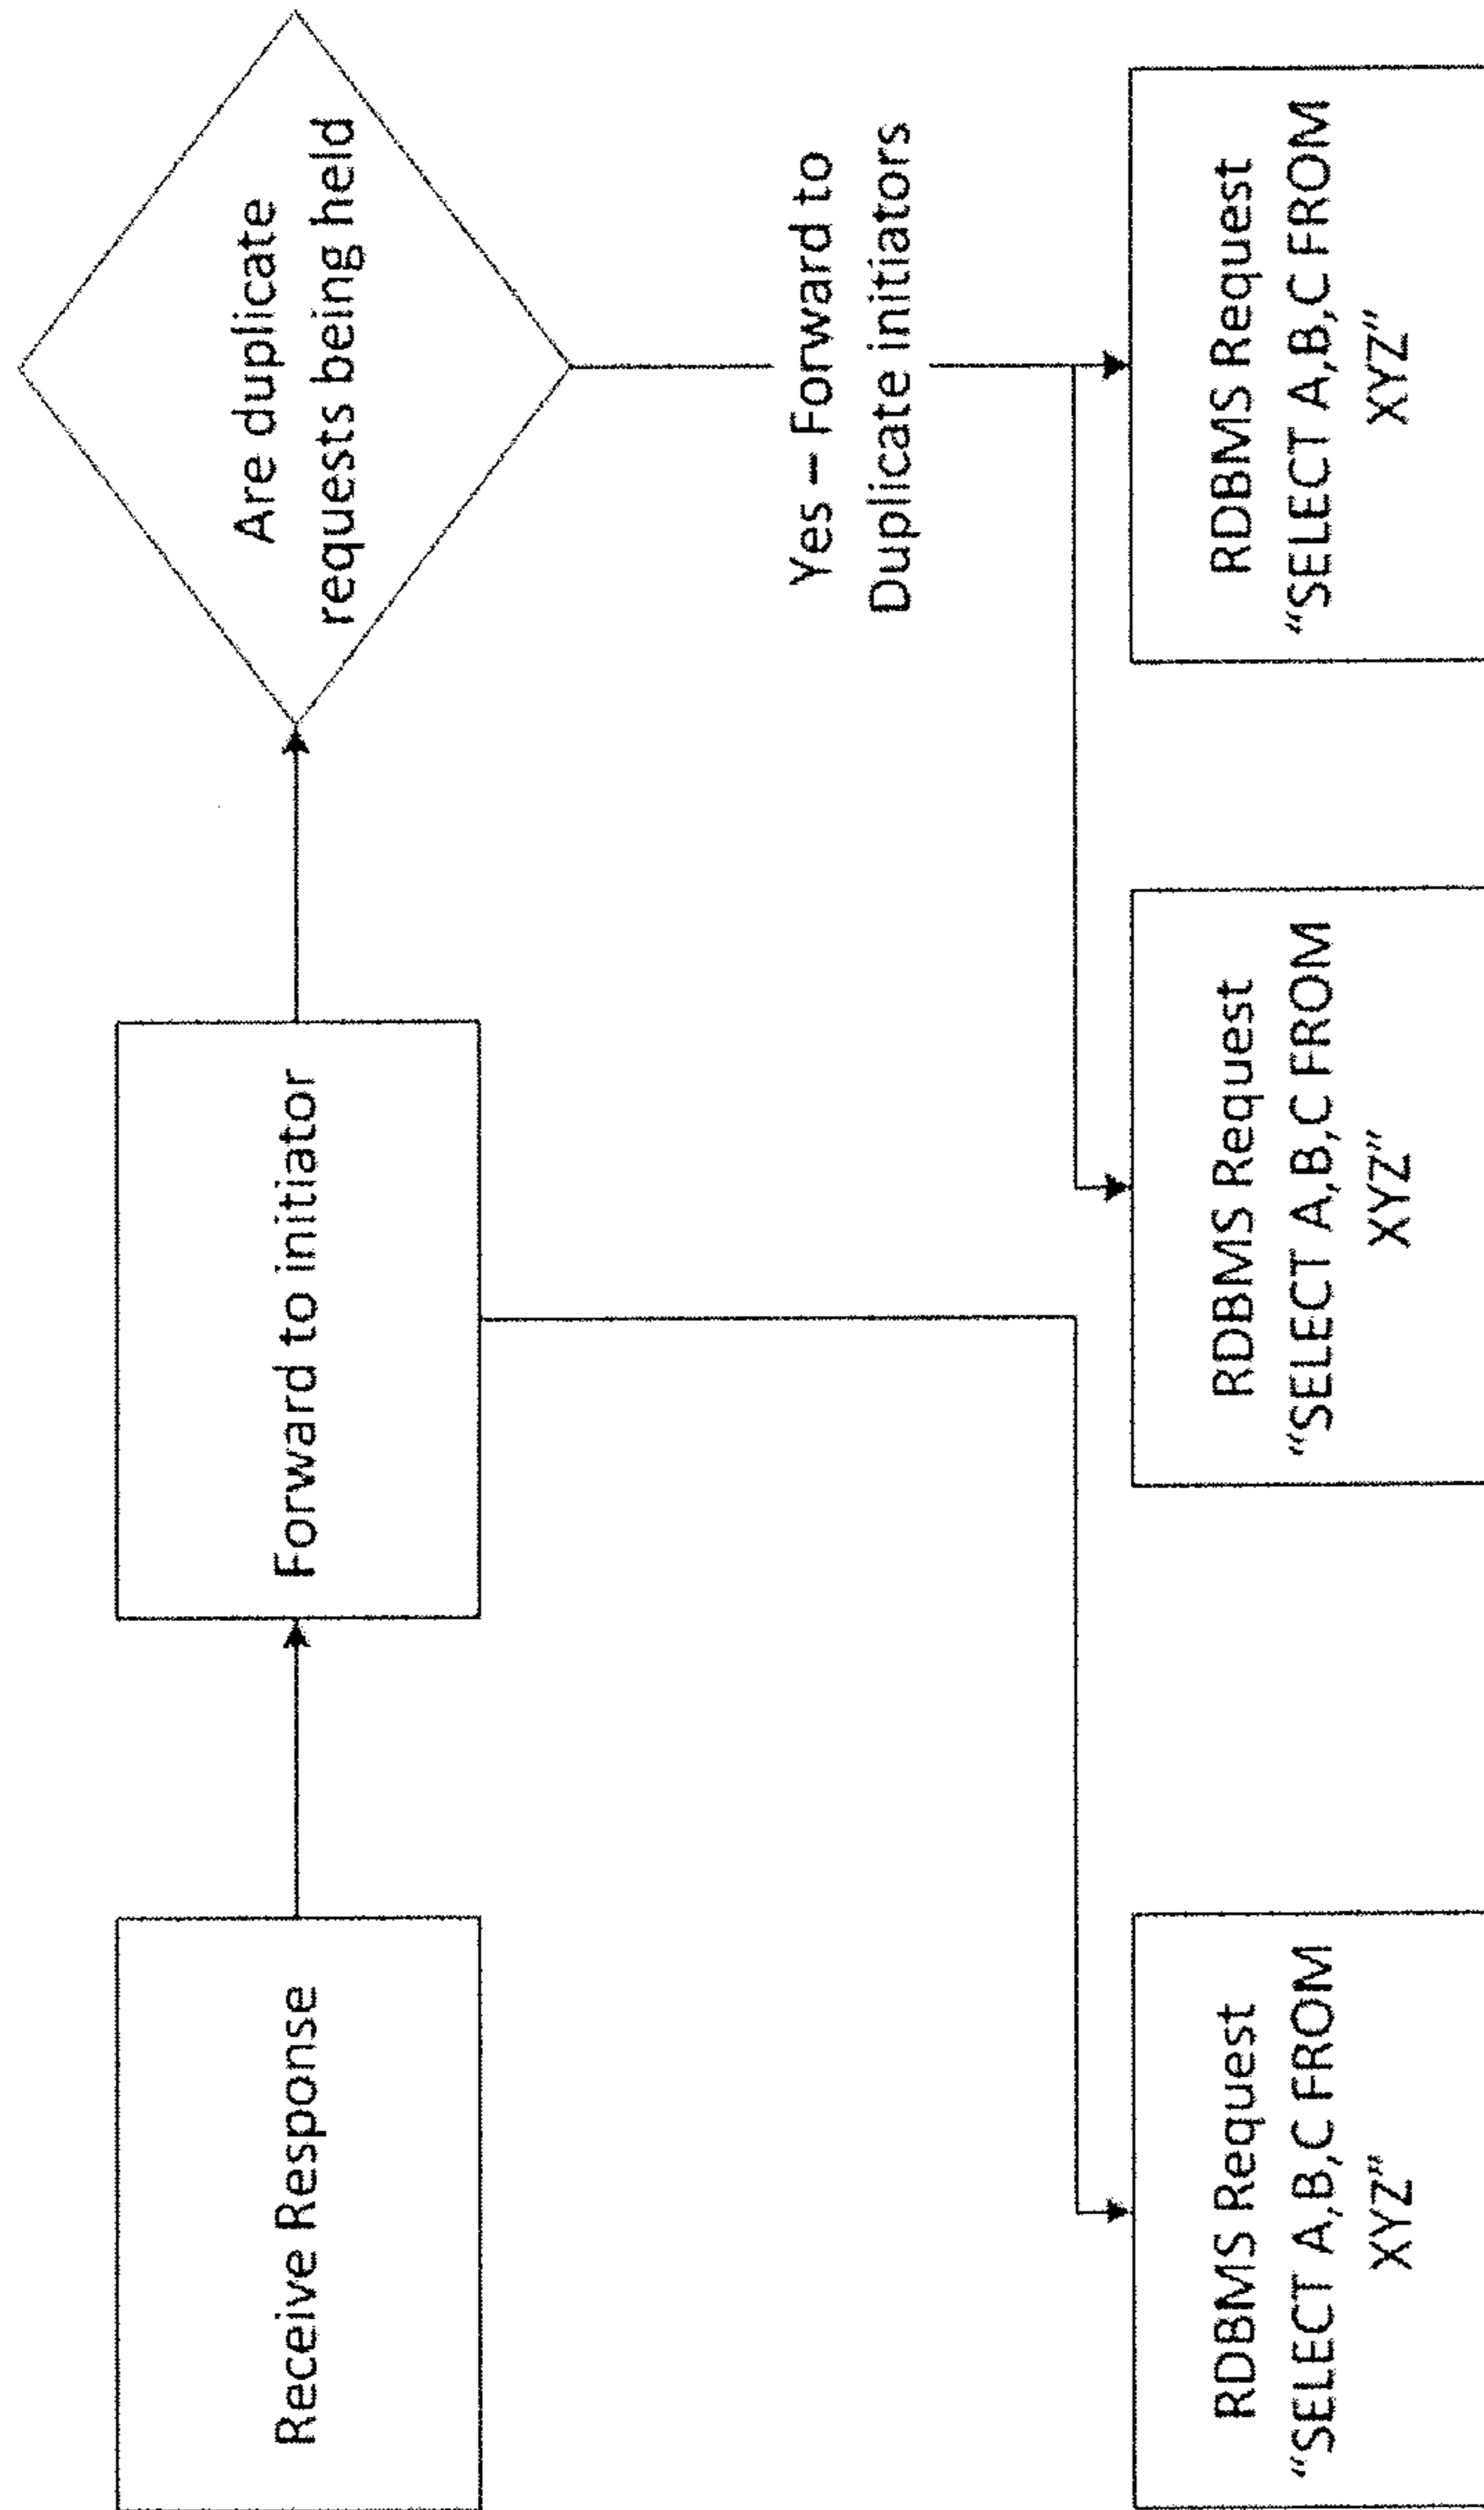 Receive Response
Forward to initiator
Are duplicate
requests being held
Yes – Forward to
Duplicate initiators
RDBMS Request
“SELECT A,B,C FROM
XYZ”
RDBMS Request
“SELECT A,B,C FROM
XYZ”
RDBMS Request
“SELECT A,B,C FROM
XYZ”